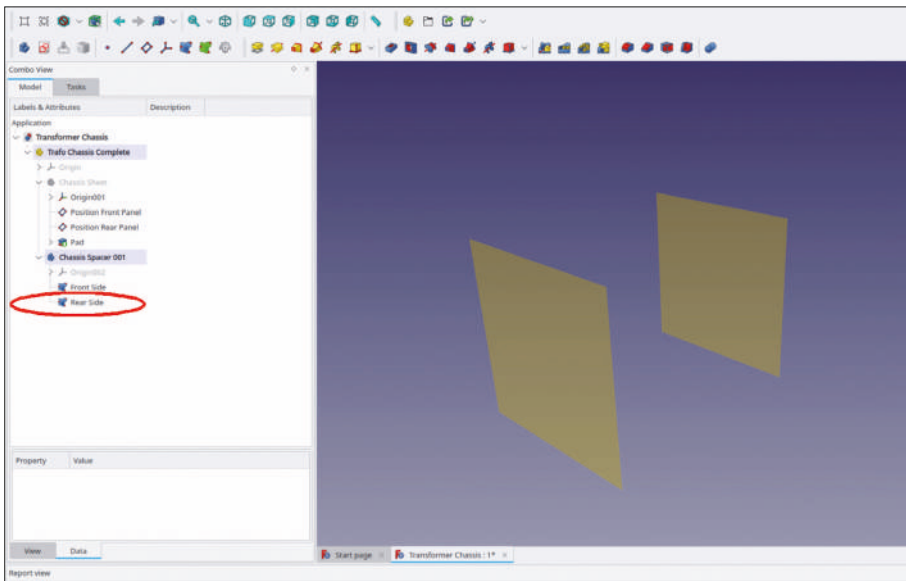 Combo View
Model Tasks
Labels & Attributes Description
Application
Transformer Chassis
Trafo Chassis Complete
Origin
Chassis Sheet
Origin001
Position Front Panel
Position Rear Panel
Pad
Chassis Spacer 001
Origin002
Front Side
Rear Side
Property Value
View Data
Start page
Transformer Chassis : 1*
Report view